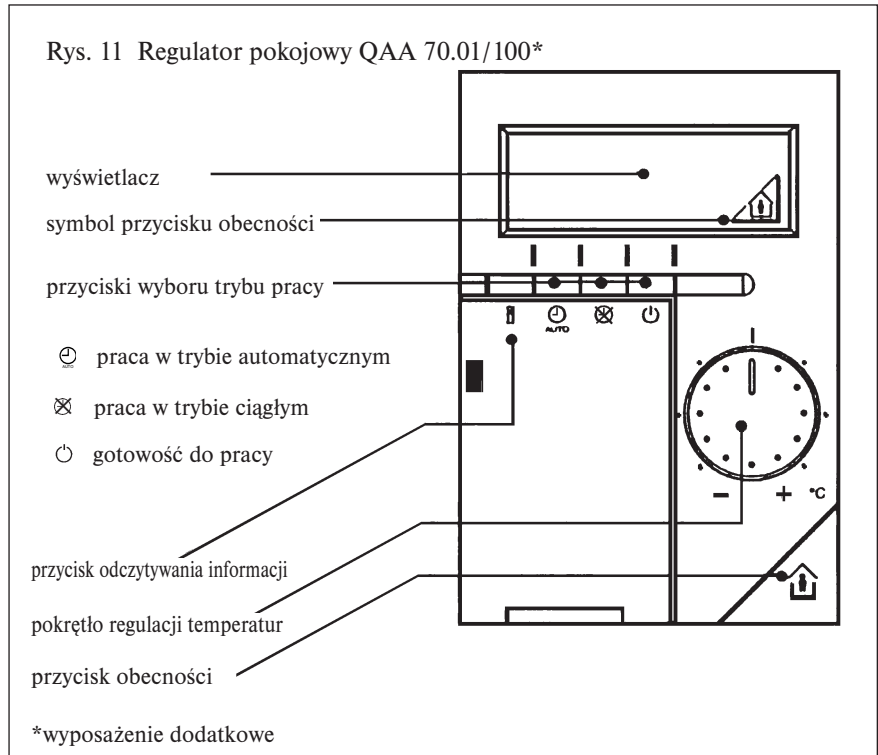 Rys. 11 Regulator pokojowy QAA 70.01/100*
wyświetlacz
symbol przycisku obecności
przyciski wyboru trybu pracy
AUTO
AUTO praca w trybie automatycznym
praca w trybie ciągłym
gotowość do pracy
– + °C
przycisk odczytywania informacji
pokrętło regulacji temperatur
przycisk obecności
*wyposażenie dodatkowe